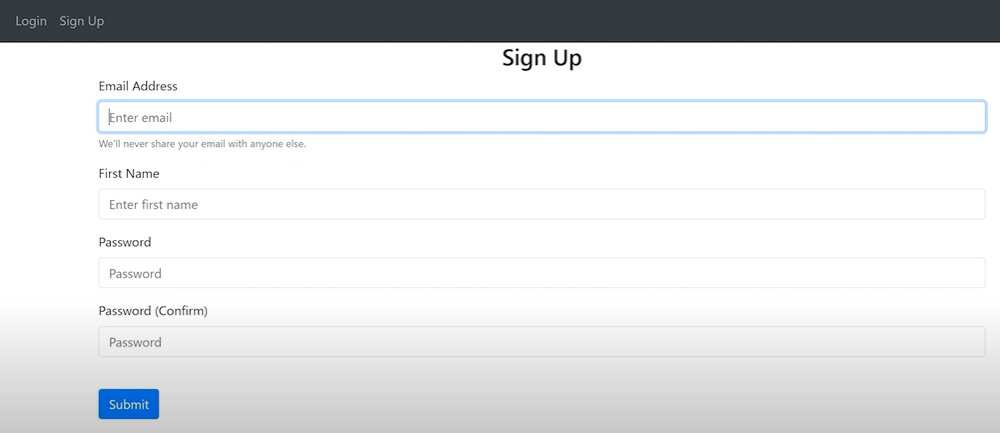 Login Sign Up
Sign Up
Email Address
Enter email
We'll never share your email with anyone else.
First Name
Enter first name
Password
Password
Password (Confirm)
Password
Submit